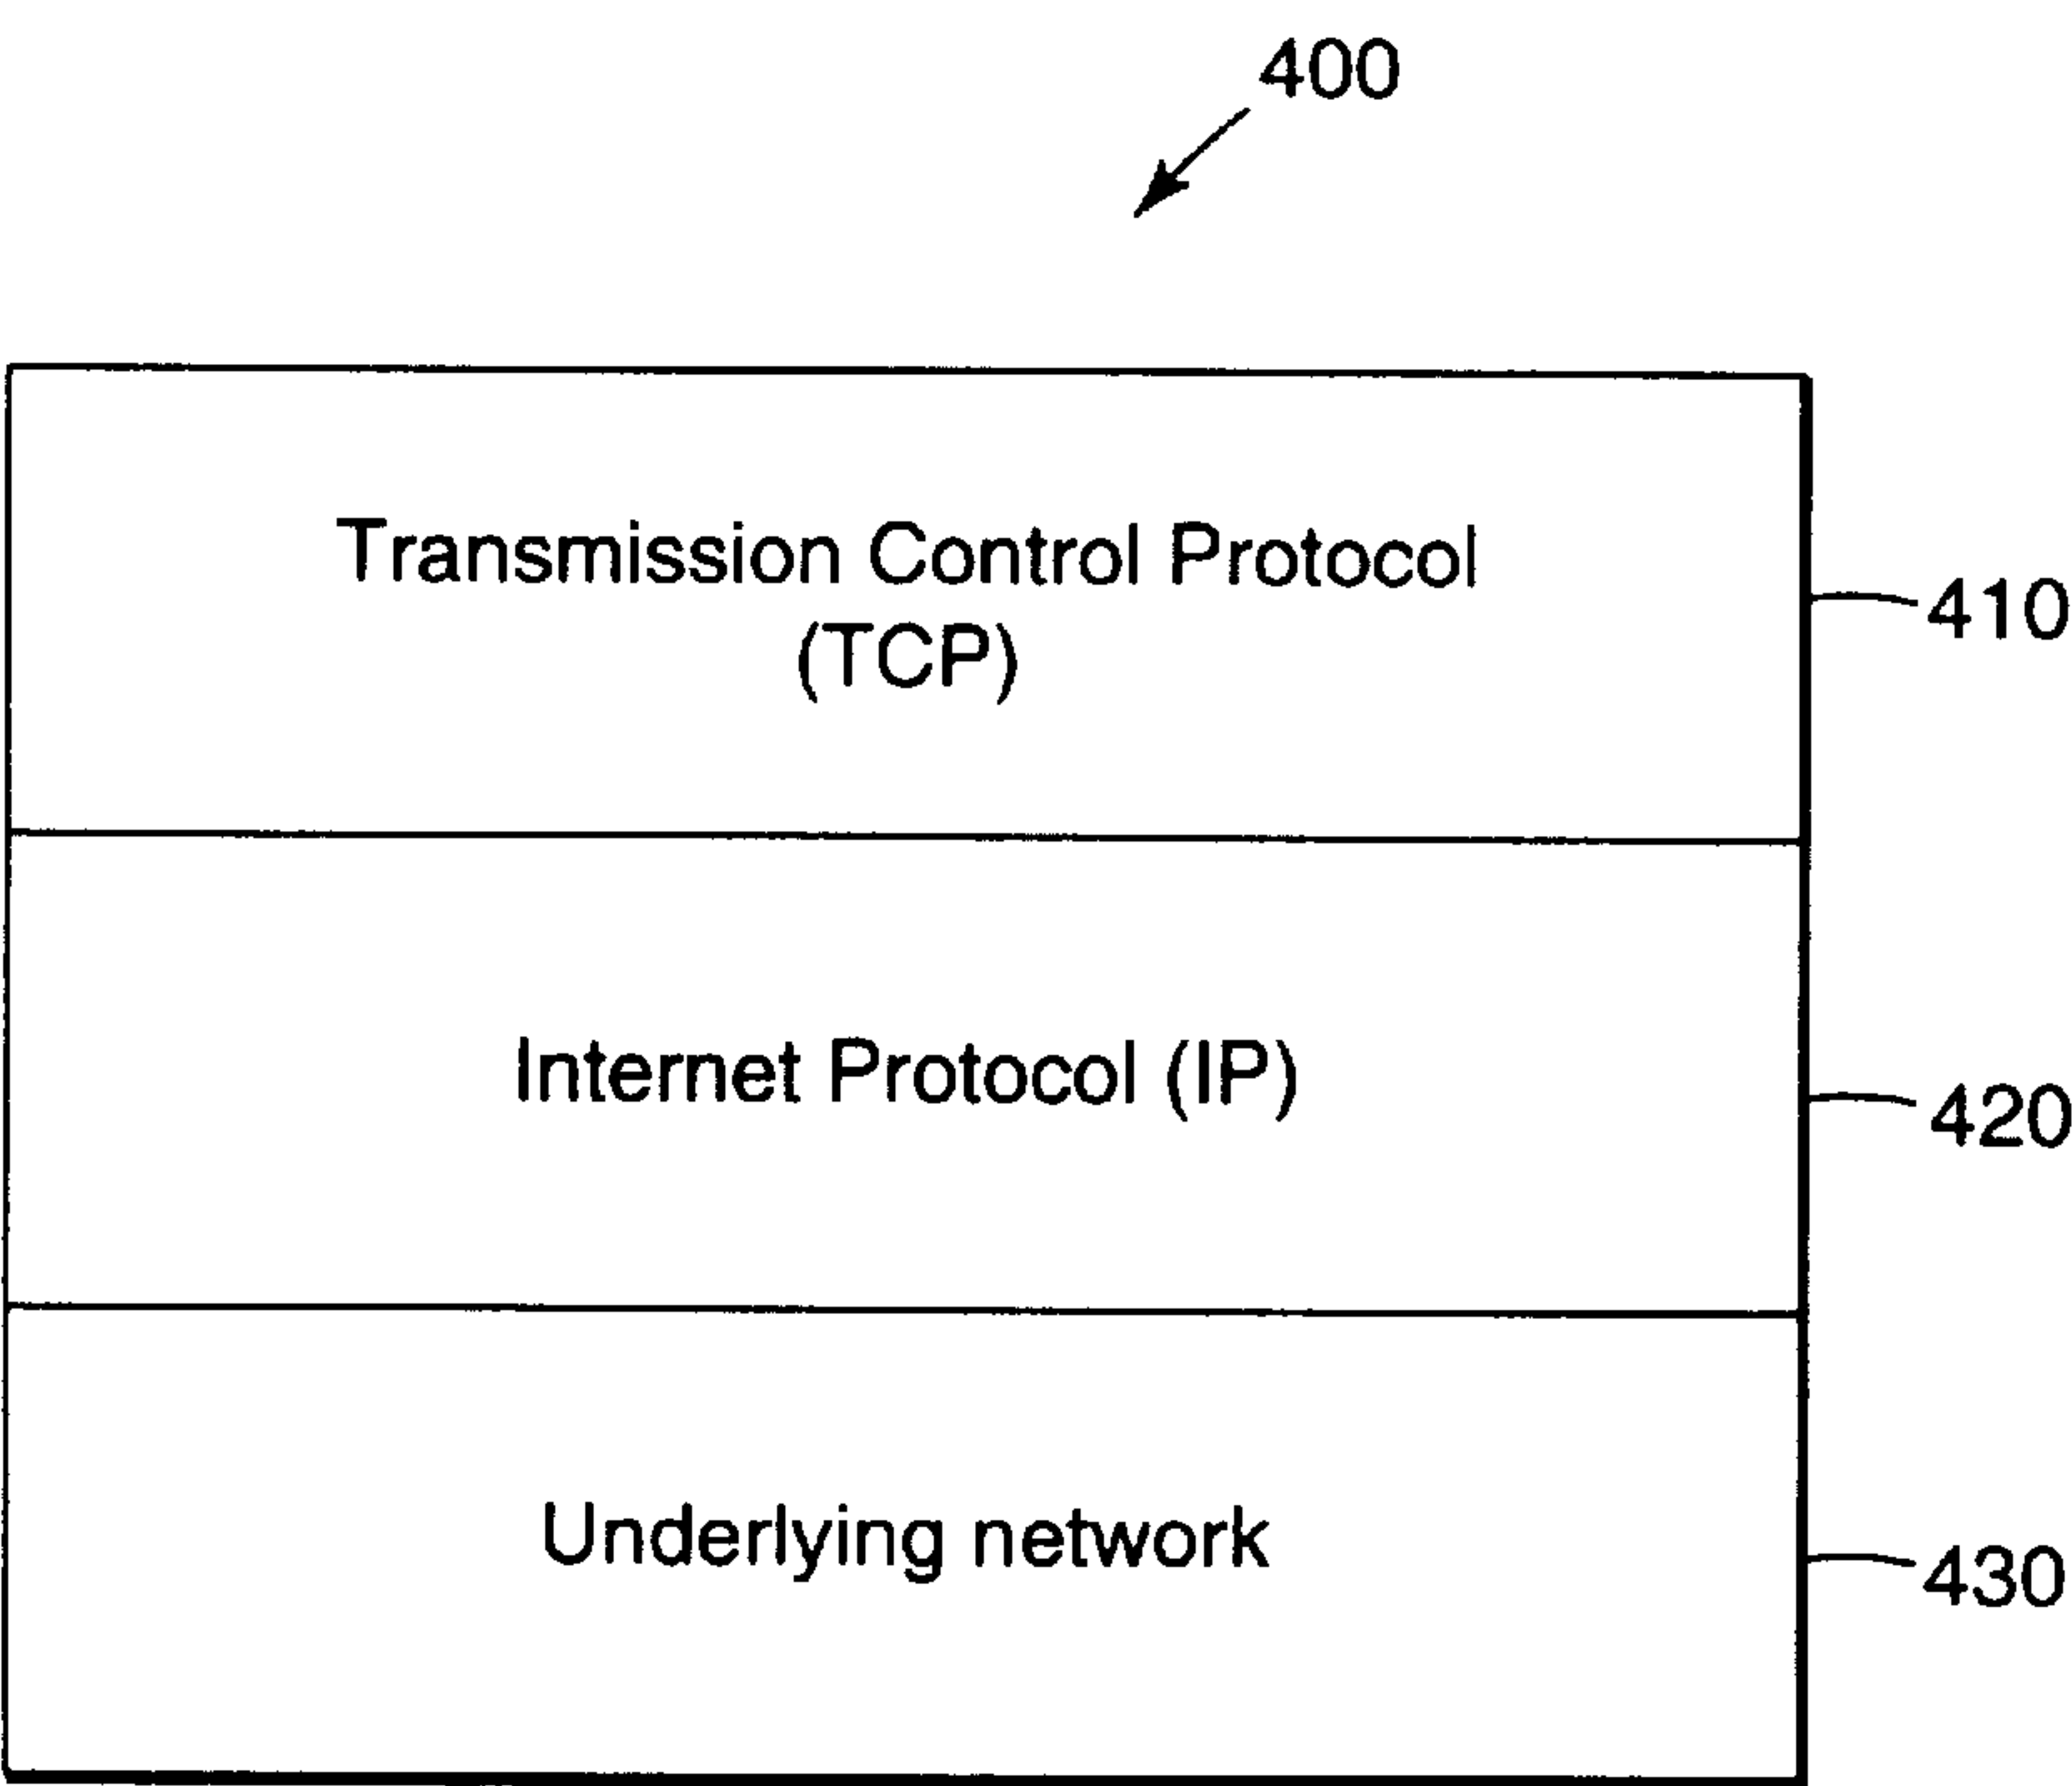 400
Transmission Control Protocol
(TCP)
410
Internet Protocol (IP)
420
Underlying network
430